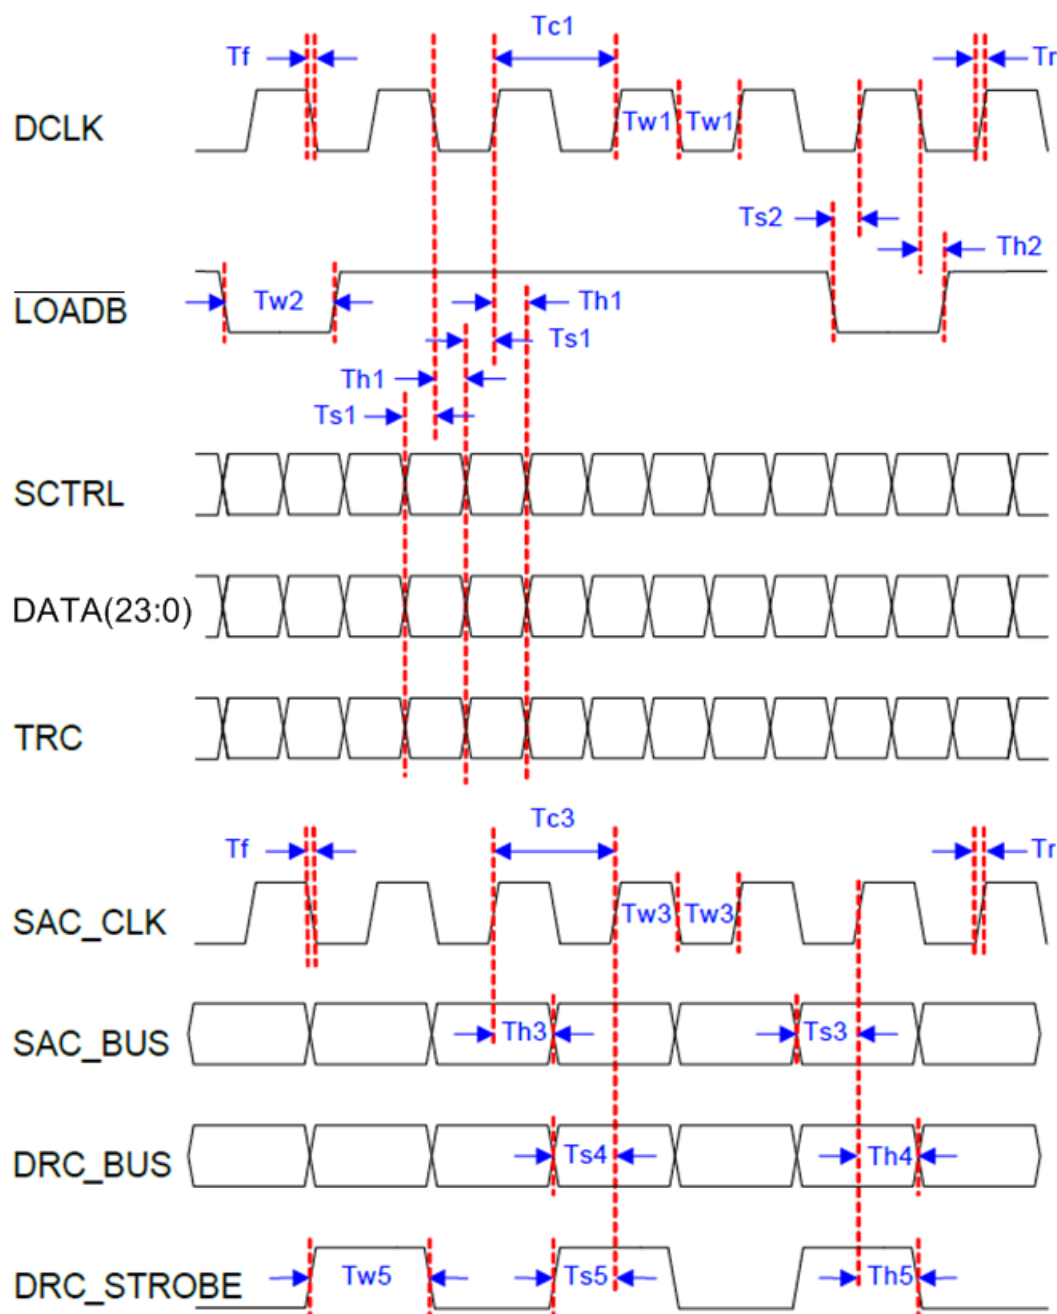 Tc1
Tf
Tr
DCLK
Tw1 Tw1
Ts2
Th2
LOADB
Tw2
Th1
Ts1
Th1
Ts1
SCTRL
DATA(23:0)
TRC
Tc3
Tf
Tr
SAC_CLK
Tw3 Tw3
SAC_BUS
Th3
Ts3
DRC_BUS
Ts4
Th4
DRC_STROBE
Tw5
Ts5
Th5